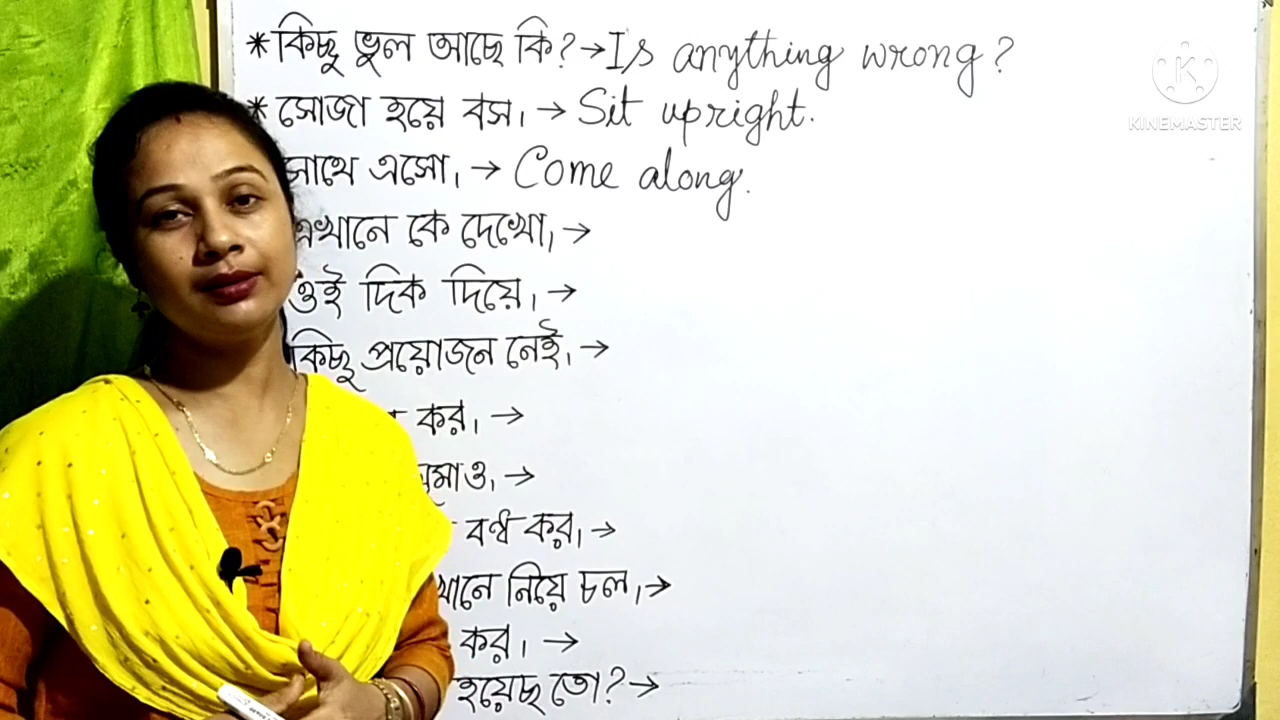 * কিছু ভুল আছে কি? → Is anything wrong?
* সোজা হয়ে বস। → Sit upright.
সাথে এসো। → Come along.
এখানে কে দেখো। →
ওই দিক দিয়ে। →
কিছু প্রয়োজন নেই। →
কর। →
ঘুমাও। →
বন্ধ কর। →
খানে নিয়ে চল। →
কর। →
হয়েছ তো? →
K
KINEMASTER